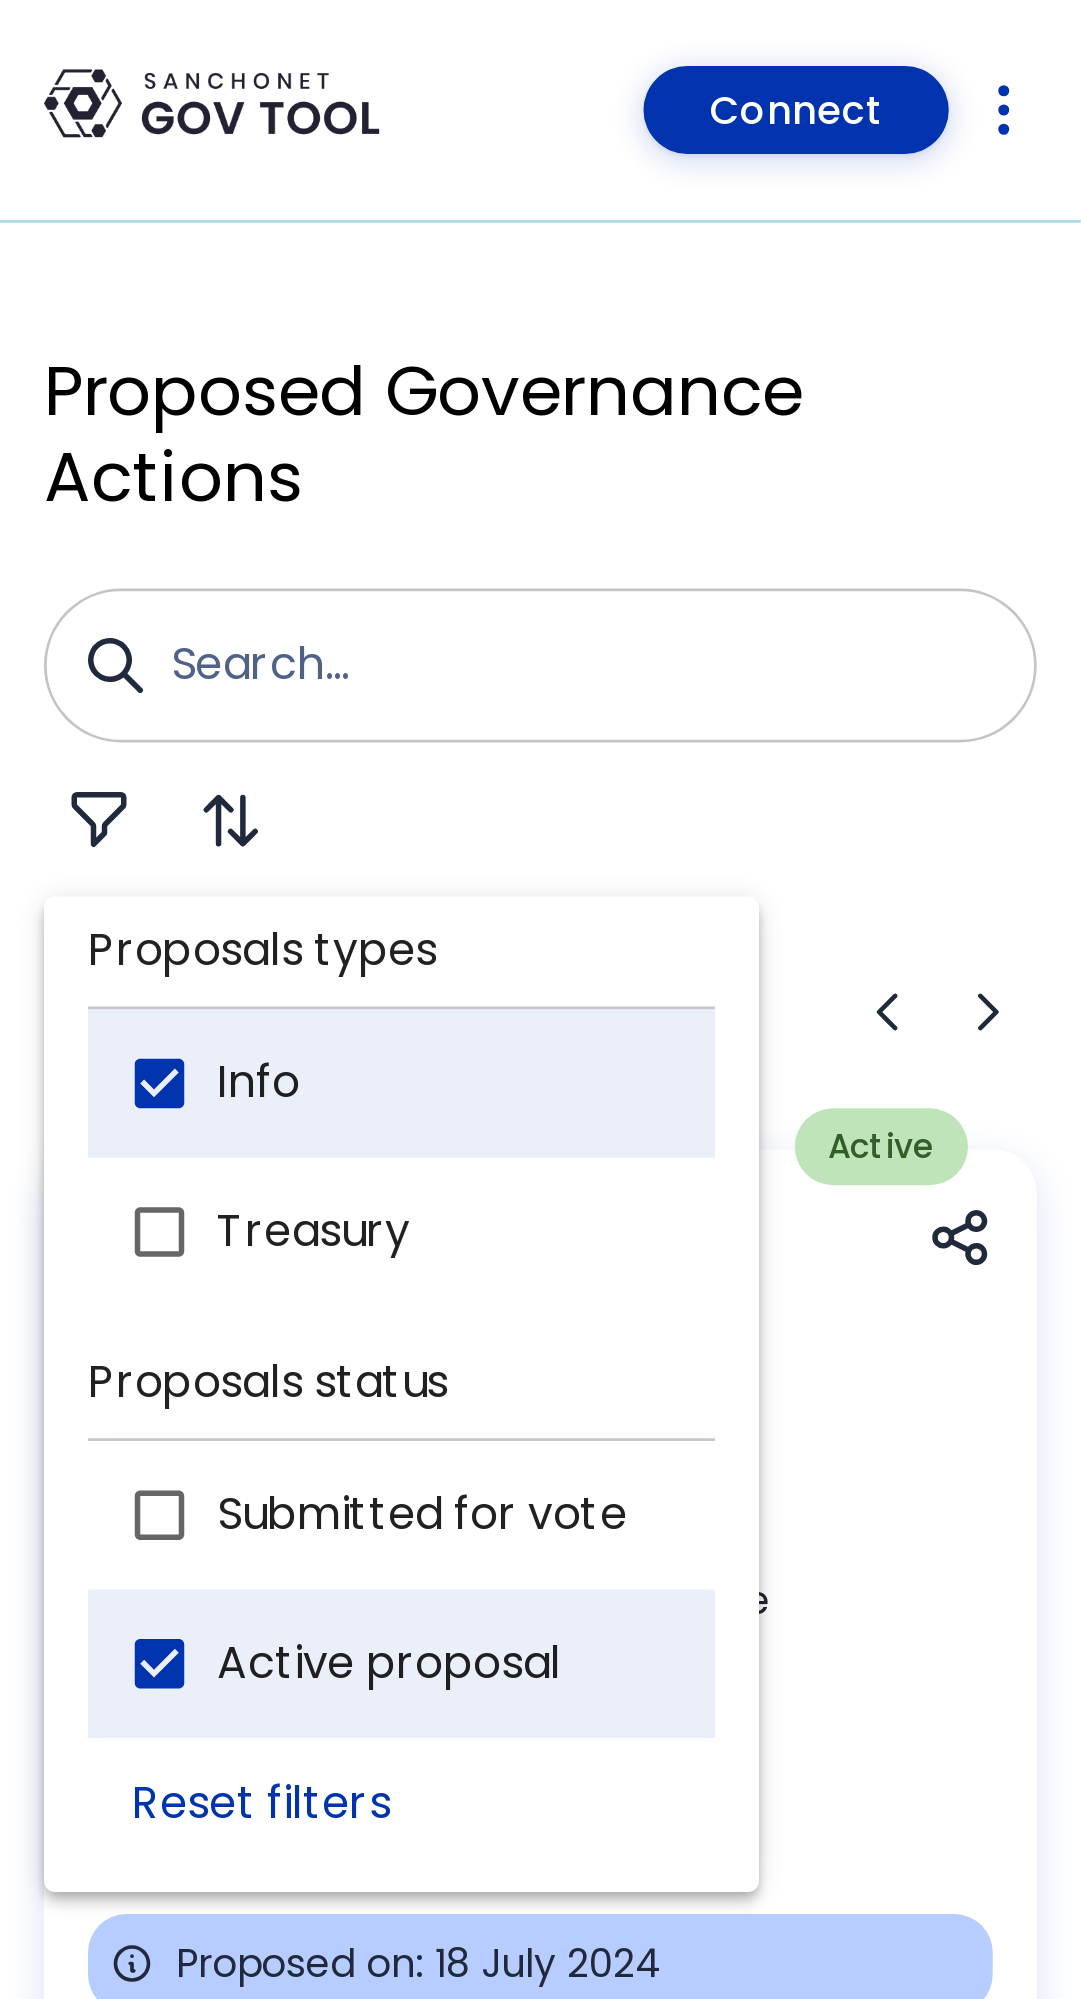 SANCHONET
GOV TOOL
Connect
Proposed Governance
Actions
Search...
Proposals types
Info
Active
Treasury
Proposals status
Submitted for vote
e
Active proposal
Reset filters
Proposed on: 18 July 2024